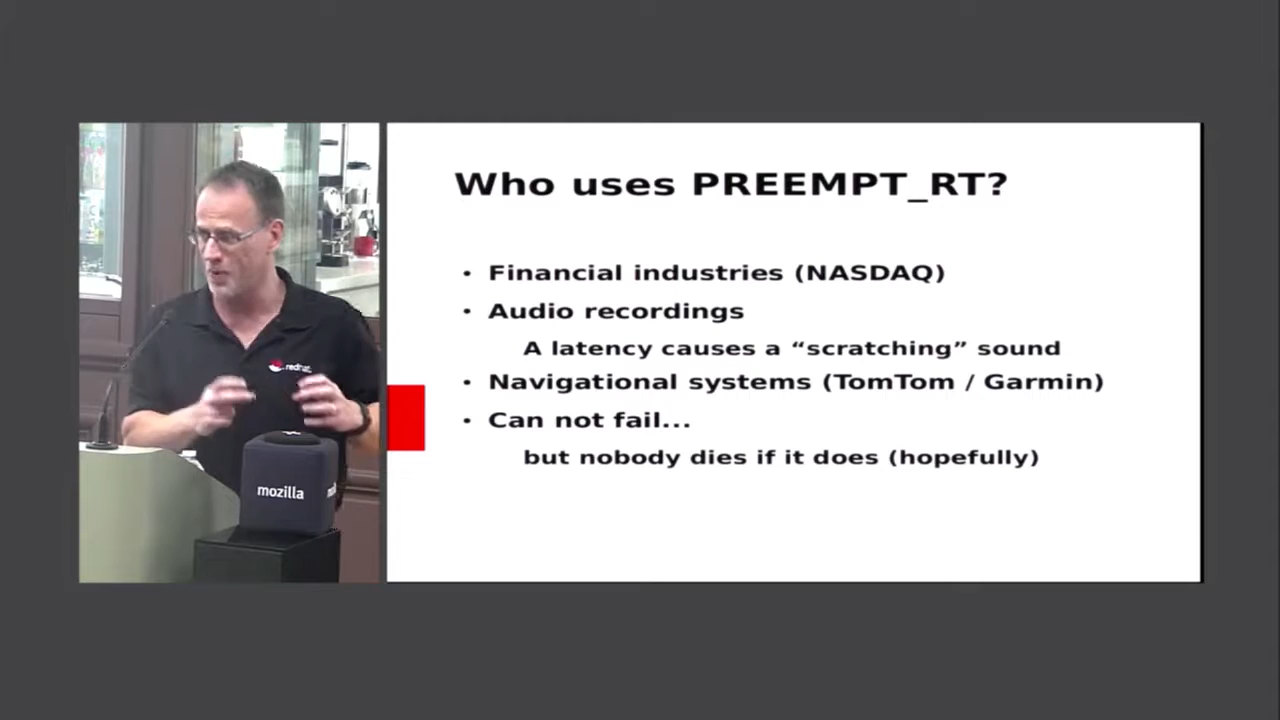 Who uses PREEMPT_RT?
• Financial industries (NASDAQ)
• Audio recordings
A latency causes a “scratching” sound
• Navigational systems (TomTom / Garmin)
• Can not fail...
but nobody dies if it does (hopefully)
redhat
mozilla